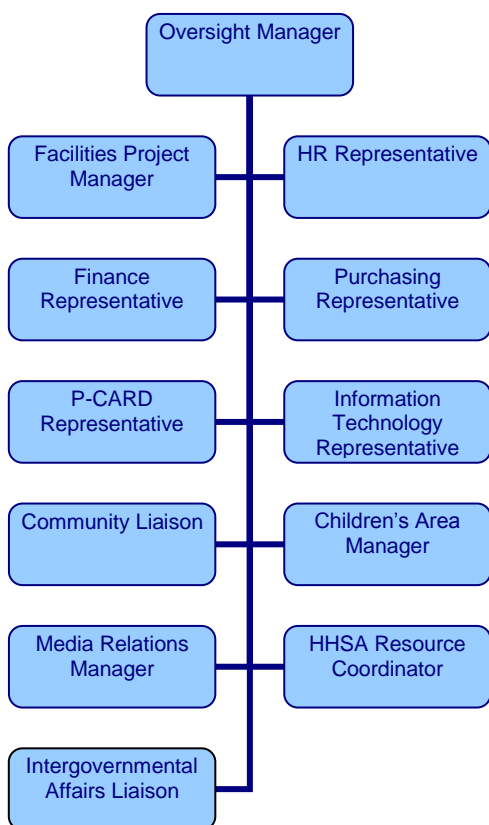 Oversight Manager
Facilities Project
Manager
HR Representative
Finance
Representative
Purchasing
Representative
P-CARD
Representative
Information
Technology
Representative
Community Liaison
Children’s Area
Manager
Media Relations
Manager
HHSA Resource
Coordinator
Intergovernmental
Affairs Liaison